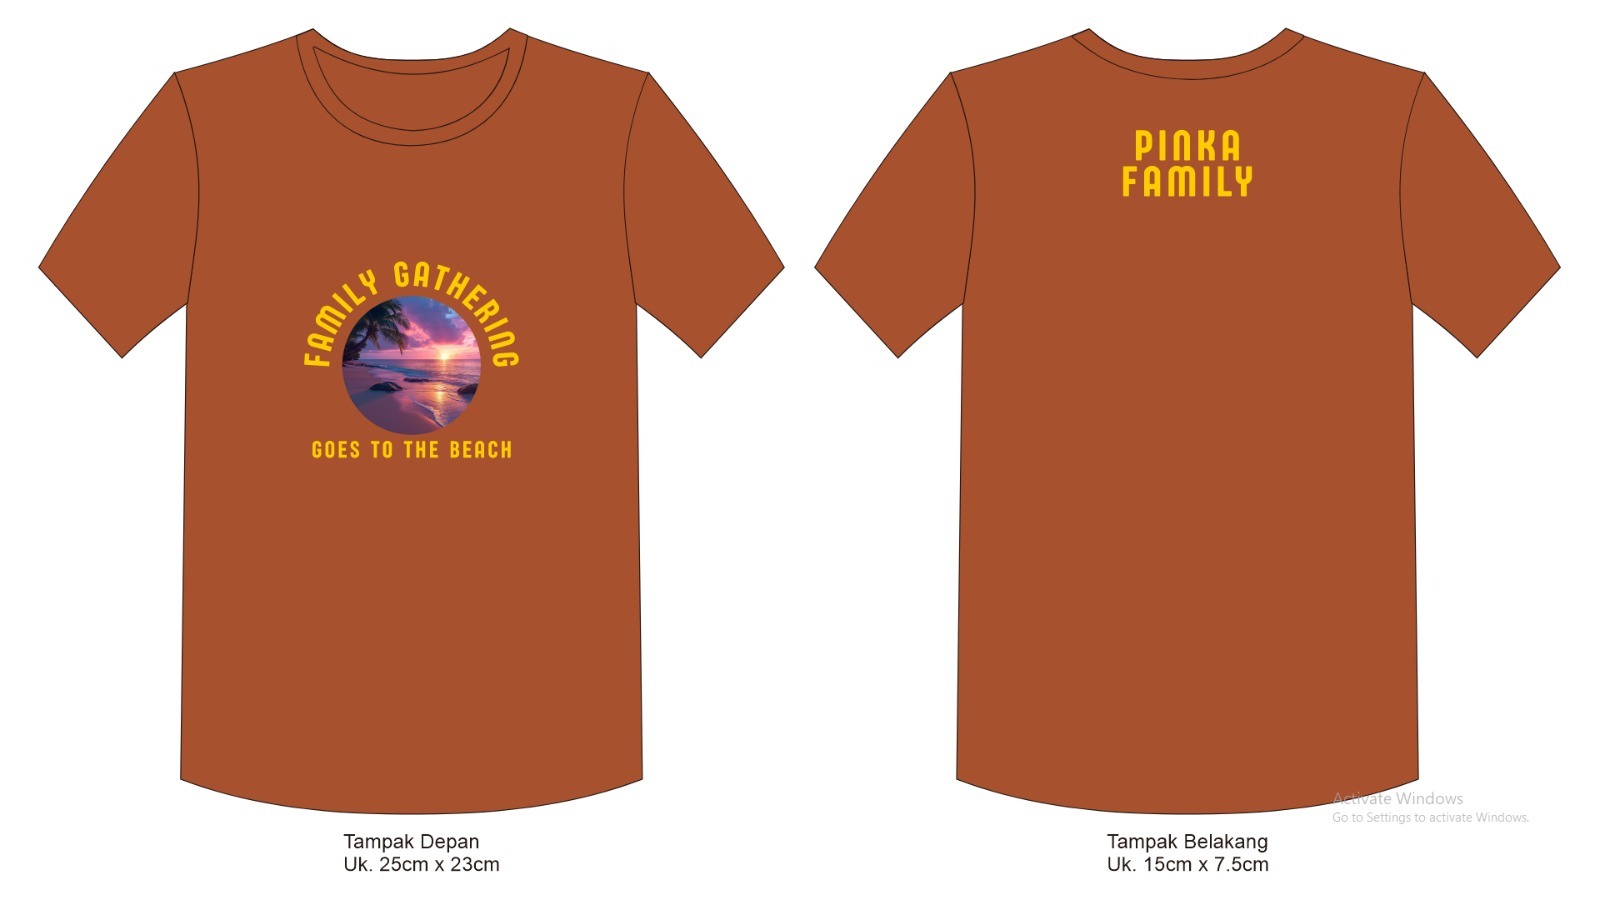 FAMILY GATHERING
GOES TO THE BEACH
PINKA
FAMILY
Tampak Depan
Uk. 25cm x 23cm
Tampak Belakang
Uk. 15cm x 7.5cm
Activate Windows
Go to Settings to activate Windows.